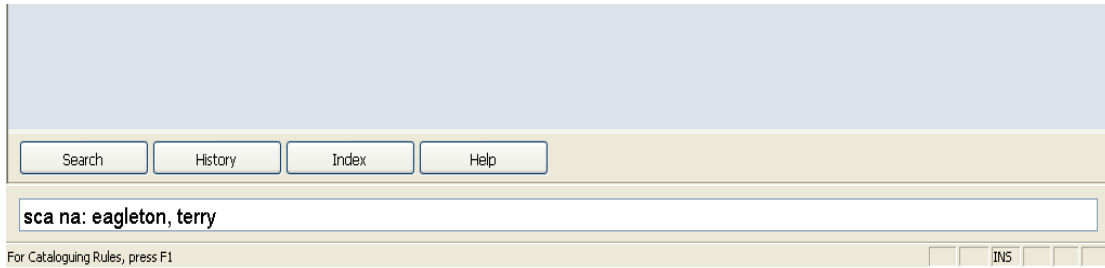 Search History Index Help
sca na: eagleton, terry
For Cataloguing Rules, press F1 INS